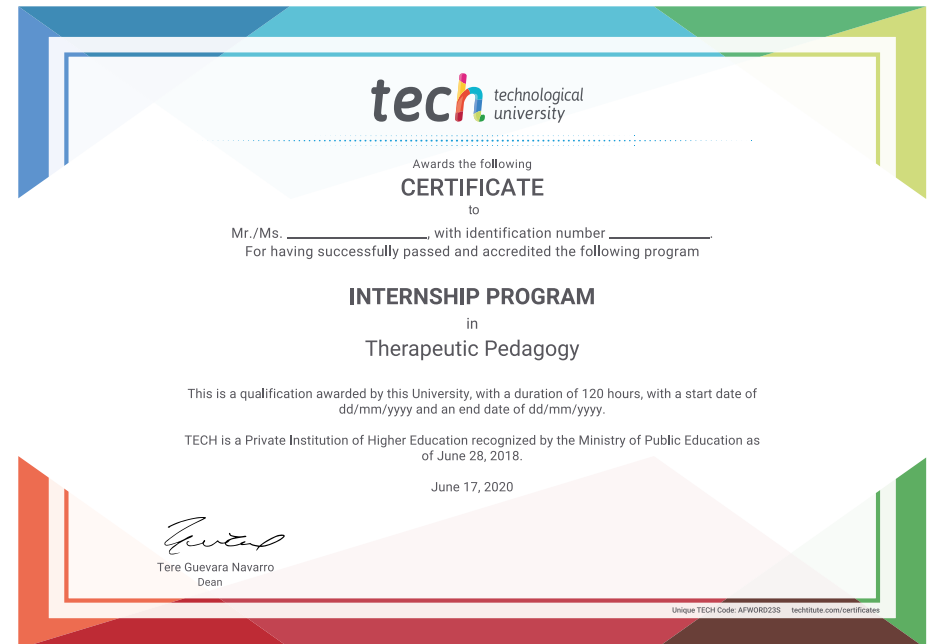 tech technological
university
Awards the following
CERTIFICATE
to
Mr./Ms. ____________________, with identification number ______________.
For having successfully passed and accredited the following program
INTERNSHIP PROGRAM
in
Therapeutic Pedagogy
This is a qualification awarded by this University, with a duration of 120 hours, with a start date of
dd/mm/yyyy and an end date of dd/mm/yyyy.
TECH is a Private Institution of Higher Education recognized by the Ministry of Public Education as
of June 28, 2018.
June 17, 2020
Tere Guevara Navarro
Dean
Unique TECH Code: AFWORD23S techtitute.com/certificates